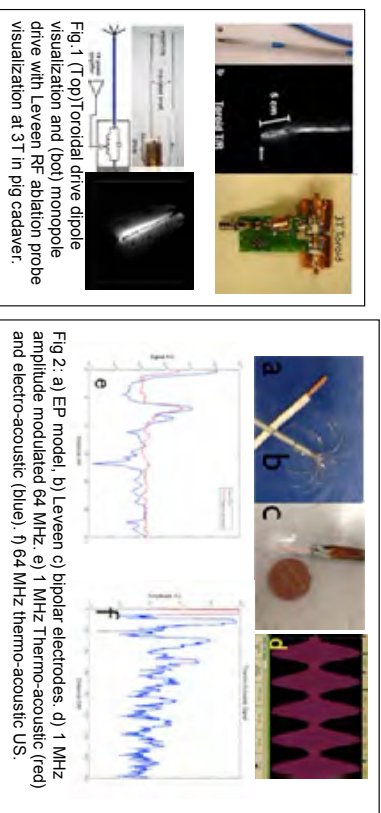 a
b
Toroid T/R
6 cm
3T Toroid
Fig.1 (Top)Toroidal drive dipole
visualization and (bot) monopole
drive with Leveen RF ablation probe
visualization at 3T in pig cadaver.
a
b
c
d
e
f
Fig 2: a) EP model, b) Leveen c) bipolar electrodes. d) 1 MHz
amplitude modulated 64 MHz. e) 1 MHz Thermo-acoustic (red)
and electro-acoustic (blue). f) 64 MHz thermo-acoustic US.